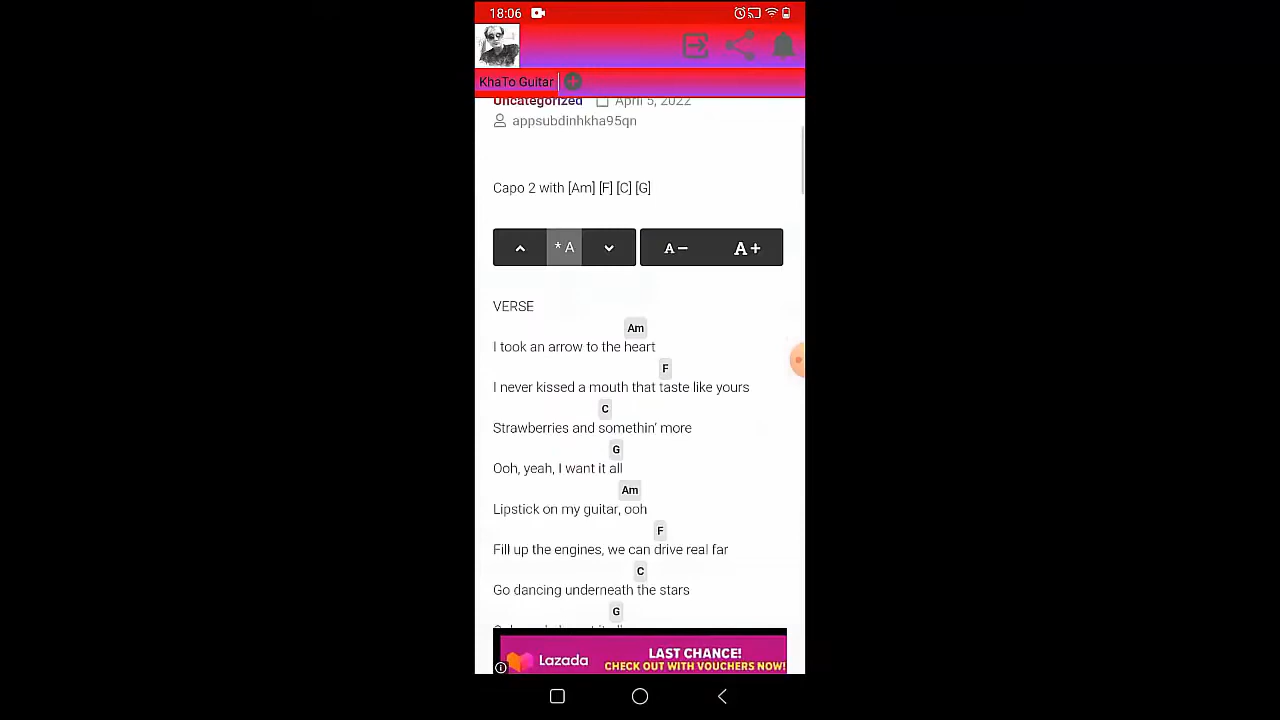 18:06
KhaTo Guitar
Uncategorized April 5, 2022
appsubdinhkha95qn
Capo 2 with [Am] [F] [C] [G]
* A A− A+
VERSE
Am
I took an arrow to the heart
F
I never kissed a mouth that taste like yours
C
Strawberries and somethin' more
G
Ooh, yeah, I want it all
Am
Lipstick on my guitar, ooh
F
Fill up the engines, we can drive real far
C
Go dancing underneath the stars
G
Lazada
LAST CHANCE!
CHECK OUT WITH VOUCHERS NOW!